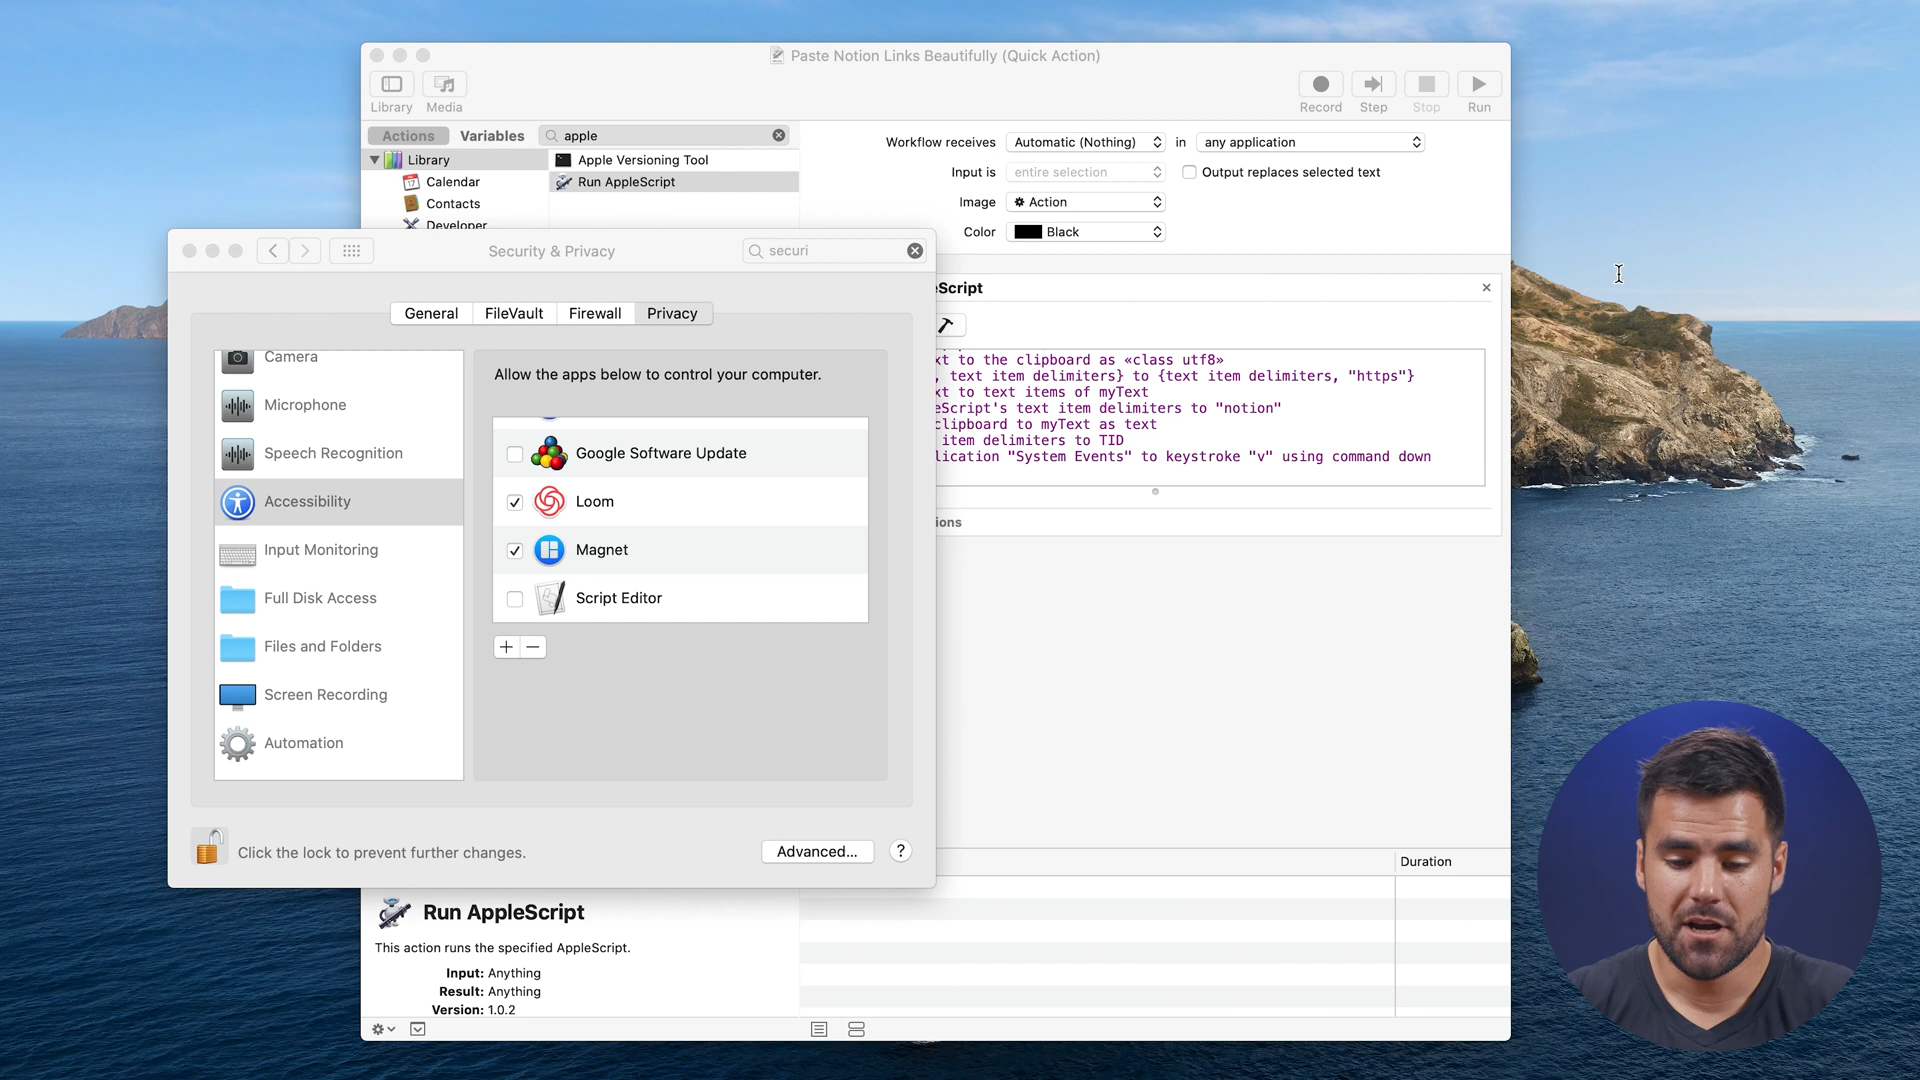 Paste Notion Links Beautifully (Quick Action)
Library
Media
Record
Step
Stop
Run
Actions
Variables
apple
Library
Calendar
Contacts
Developer
Apple Versioning Tool
Run AppleScript
Workflow receives
Automatic (Nothing)
in
any application
Input is
entire selection
Output replaces selected text
Image
Action
Color
Black
Security & Privacy
securi
General
FileVault
Firewall
Privacy
Camera
Microphone
Speech Recognition
Accessibility
Input Monitoring
Full Disk Access
Files and Folders
Screen Recording
Automation
Allow the apps below to control your computer.
Google Software Update
Loom
Magnet
Script Editor
Click the lock to prevent further changes.
Advanced...
?
eScript
xt to the clipboard as «class utf8»
, text item delimiters} to {text item delimiters, "https"}
xt to text items of myText
eScript's text item delimiters to "notion"
clipboard to myText as text
item delimiters to TID
lication "System Events" to keystroke "v" using command down
ions
Duration
Run AppleScript
This action runs the specified AppleScript.
Input: Anything
Result: Anything
Version: 1.0.2